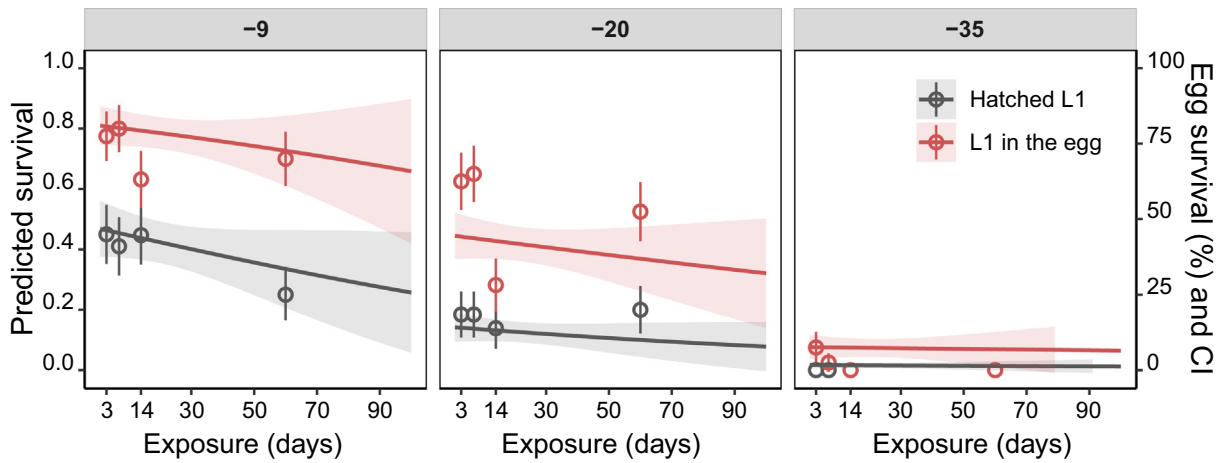 −9 −20 −35
1.0 100
Hatched L1
0.8 75
L1 in the egg
0.6
Predicted survival
50
0.4
0.2 25
0.0 0
Egg survival (%) and CI
3 14 30 50 70 90 3 14 30 50 70 90 3 14 30 50 70 90
Exposure (days) Exposure (days) Exposure (days)